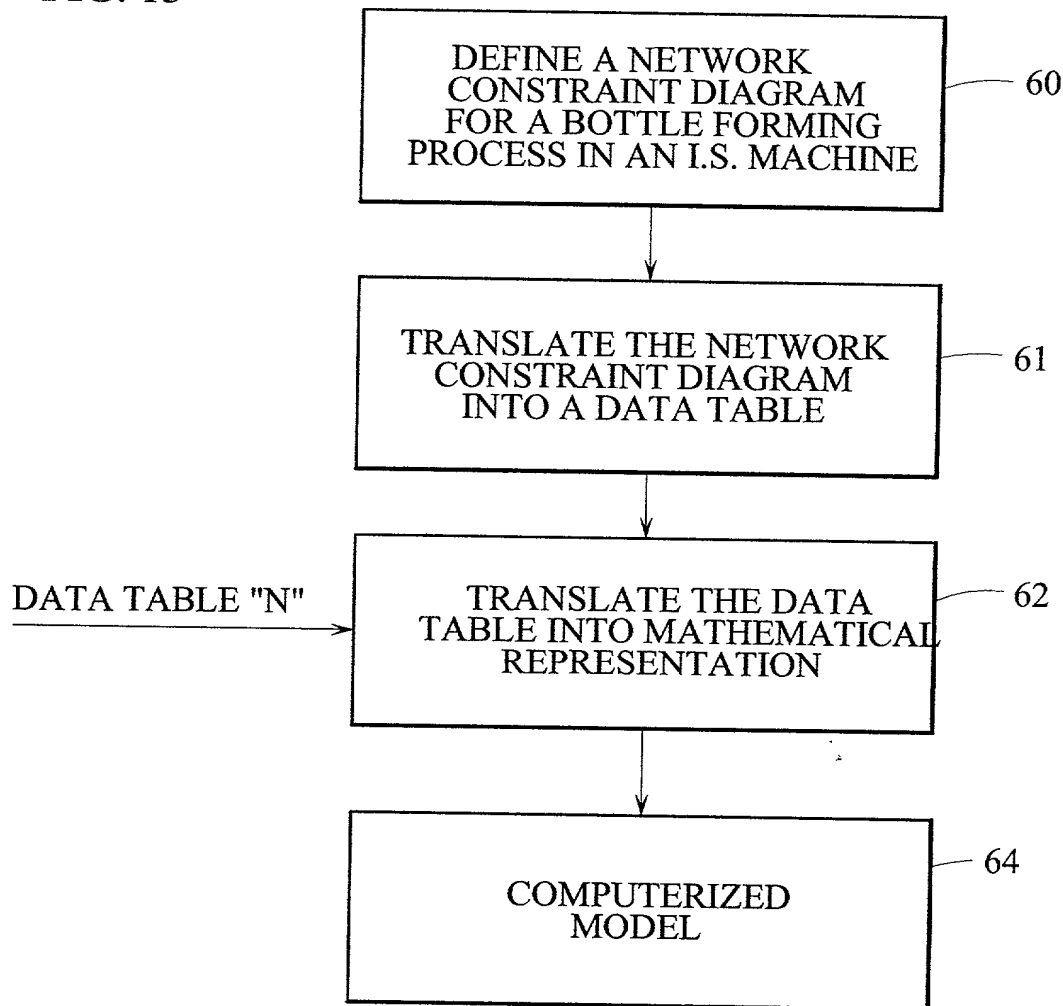 DEFINE A NETWORK
CONSTRAINT DIAGRAM
FOR A BOTTLE FORMING
PROCESS IN AN I.S. MACHINE
60
TRANSLATE THE NETWORK
CONSTRAINT DIAGRAM
INTO A DATA TABLE
61
DATA TABLE "N"
TRANSLATE THE DATA
TABLE INTO MATHEMATICAL
REPRESENTATION
62
COMPUTERIZED
MODEL
64